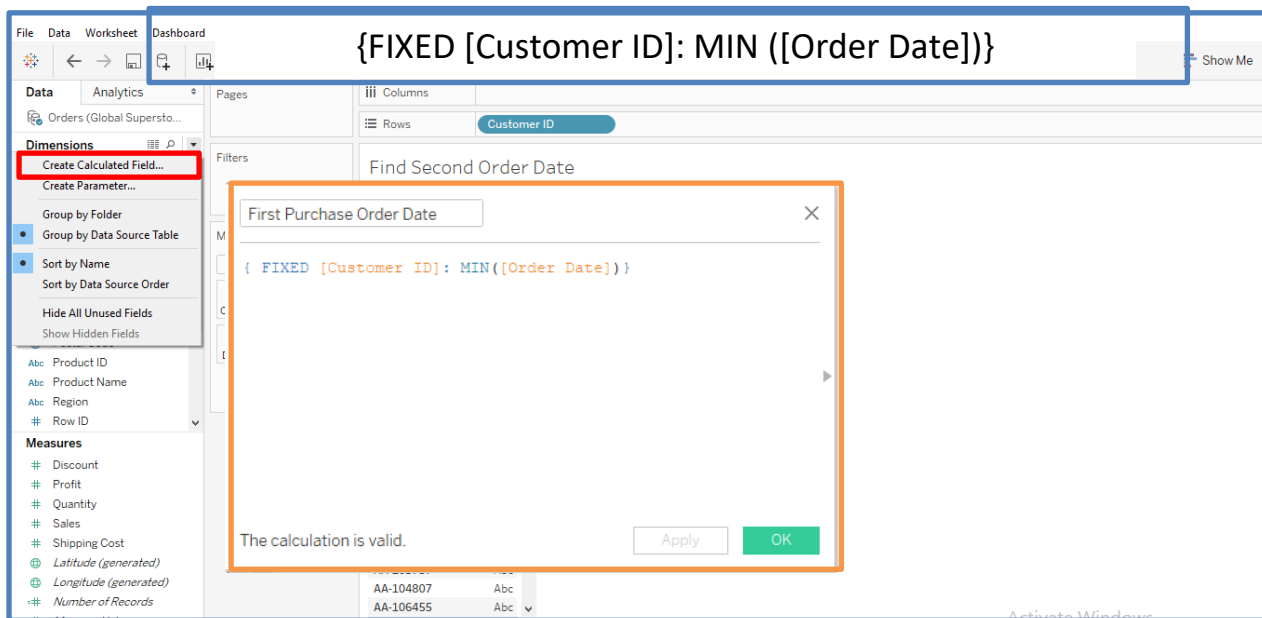 File Data Worksheet Dashboard
{FIXED [Customer ID]: MIN ([Order Date])}
Show Me
Data Analytics
Pages
Columns
Orders (Global Supersto...
Rows
Customer ID
Dimensions
Filters
Create Calculated Field...
Create Parameter...
Group by Folder
Group by Data Source Table
Sort by Name
Sort by Data Source Order
Hide All Unused Fields
Show Hidden Fields
Find Second Order Date
First Purchase Order Date
{ FIXED [Customer ID]: MIN([Order Date])}
The calculation is valid.
Apply
OK
Abc Product ID
Abc Product Name
Abc Region
# Row ID
Measures
# Discount
# Profit
# Quantity
# Sales
# Shipping Cost
Latitude (generated)
Longitude (generated)
=# Number of Records
AA-104807 Abc
AA-106455 Abc
Activate Windows